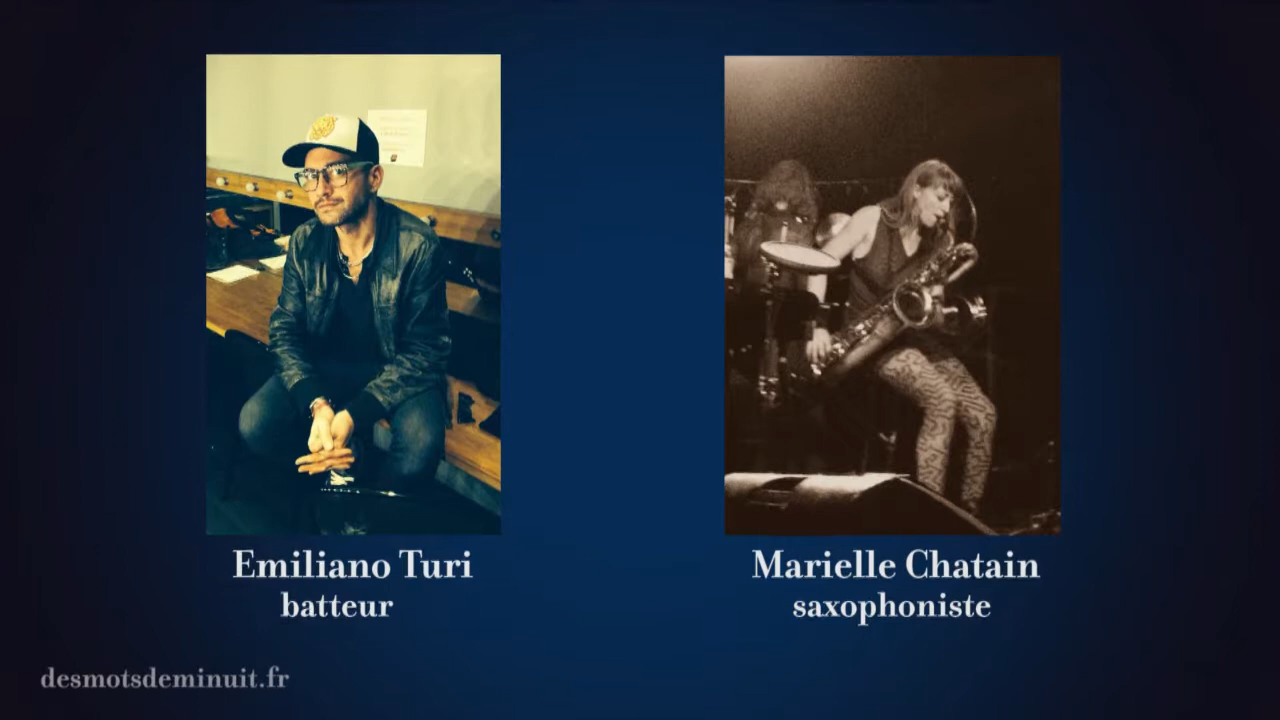 Emiliano Turi
batteur
Marielle Chatain
saxophoniste
desmotsdeminuit.fr